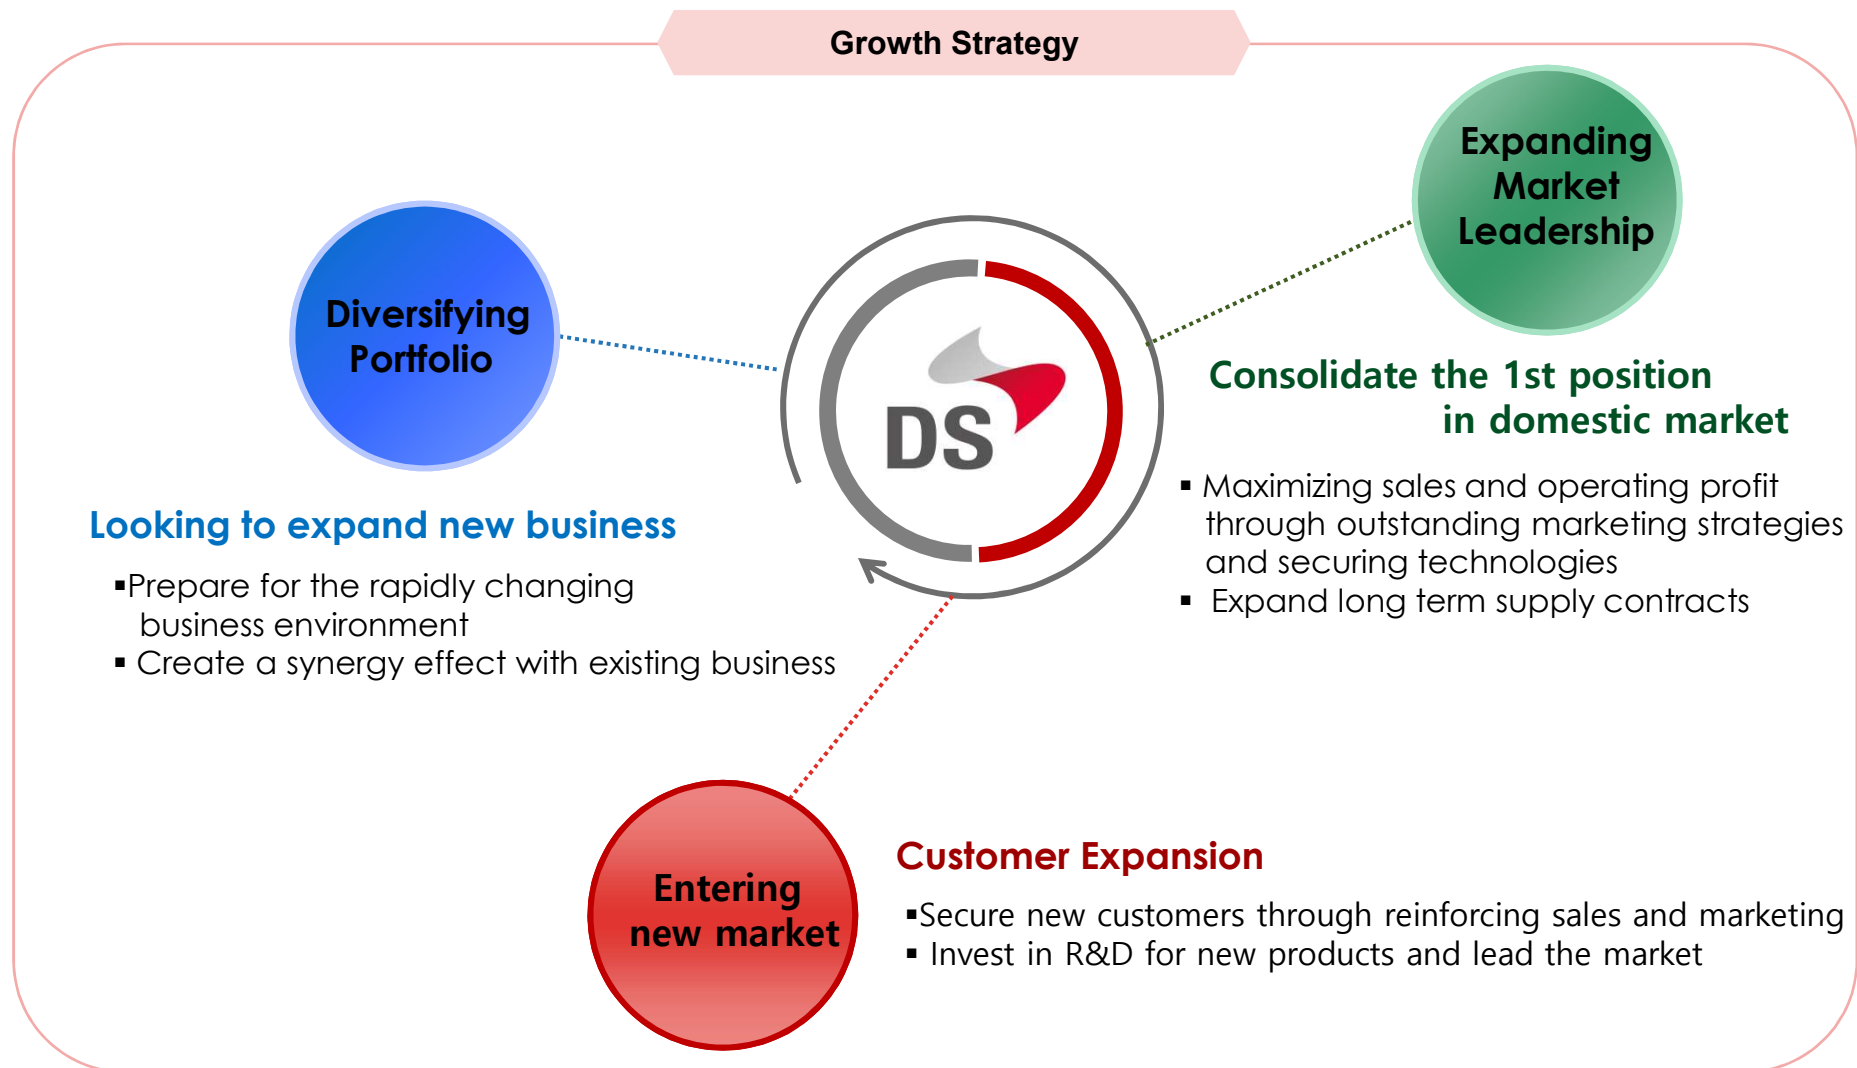 Growth Strategy
Diversifying
Portfolio
Looking to expand new business
▪Prepare for the rapidly changing
business environment
▪ Create a synergy effect with existing business
DS
Expanding
Market
Leadership
Consolidate the 1st position
in domestic market
▪ Maximizing sales and operating profit
through outstanding marketing strategies
and securing technologies
▪ Expand long term supply contracts
Entering
new market
Customer Expansion
▪Secure new customers through reinforcing sales and marketing
▪ Invest in R&D for new products and lead the market